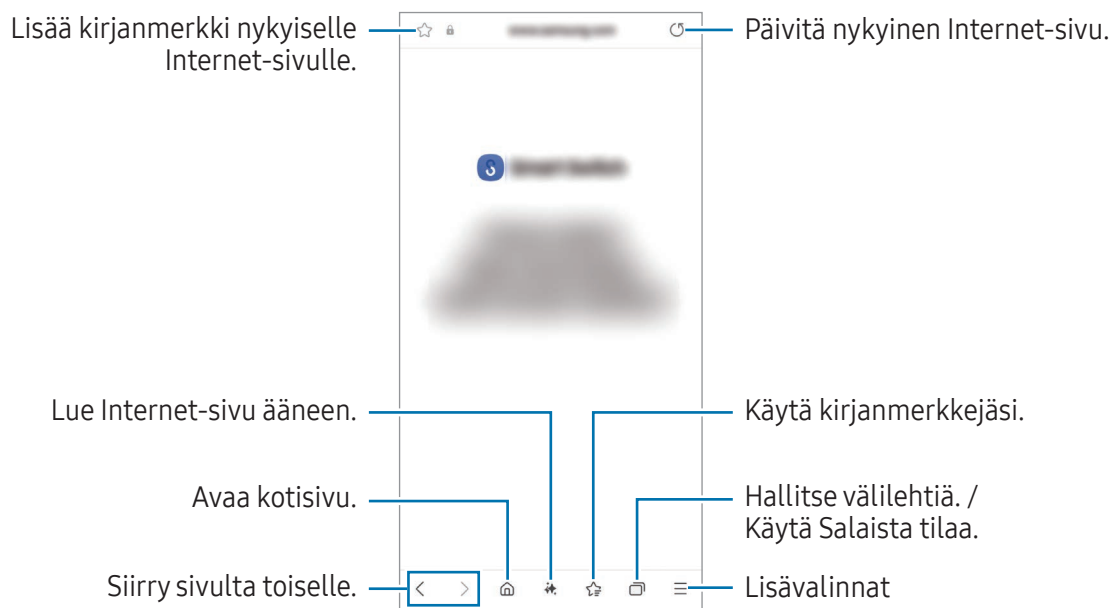 Lisää kirjanmerkki nykyiselle
Internet-sivulle.
Päivitä nykyinen Internet-sivu.
Lue Internet-sivu ääneen.
Käytä kirjanmerkkejäsi.
Avaa kotisivu.
Hallitse välilehtiä. /
Käytä Salaista tilaa.
Siirry sivulta toiselle.
Lisävalinnat